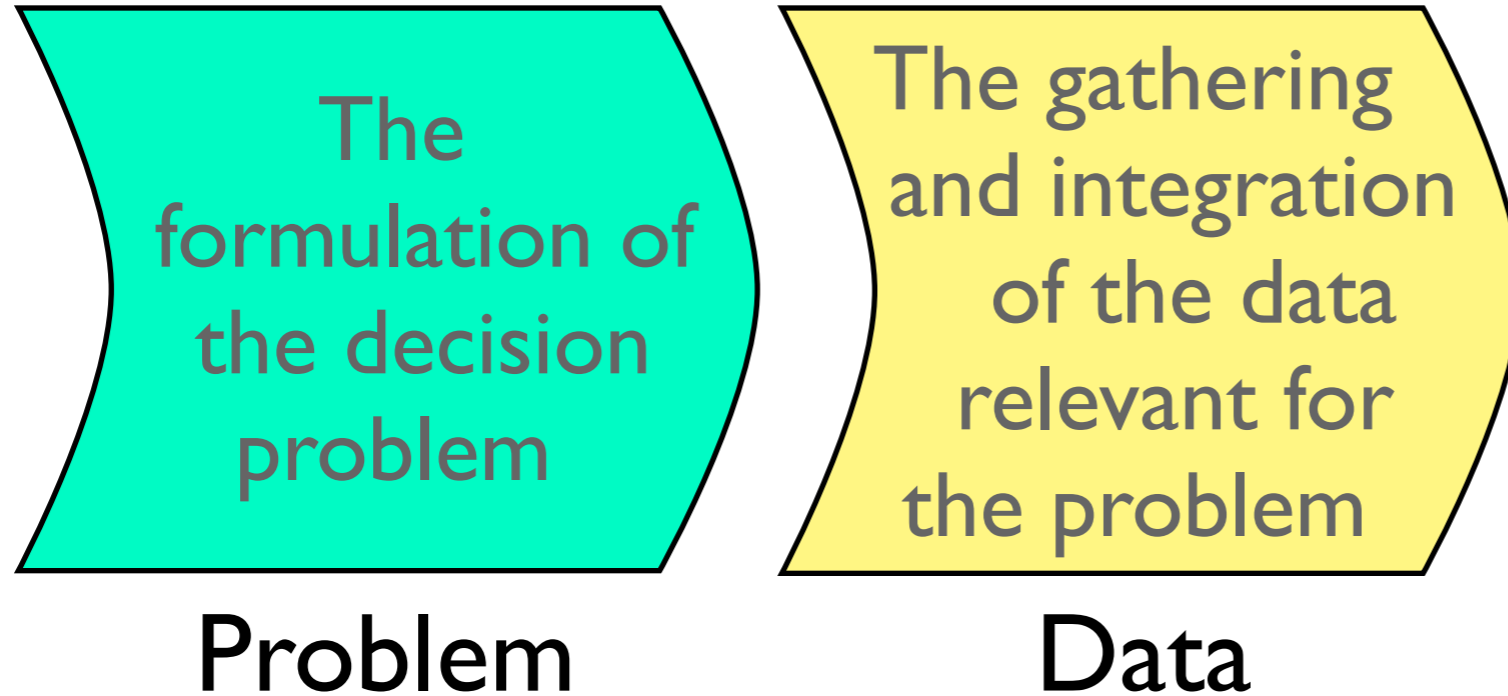 The
formulation of
the decision
problem
The gathering
and integration
of the data
relevant for
the problem
Problem
Data